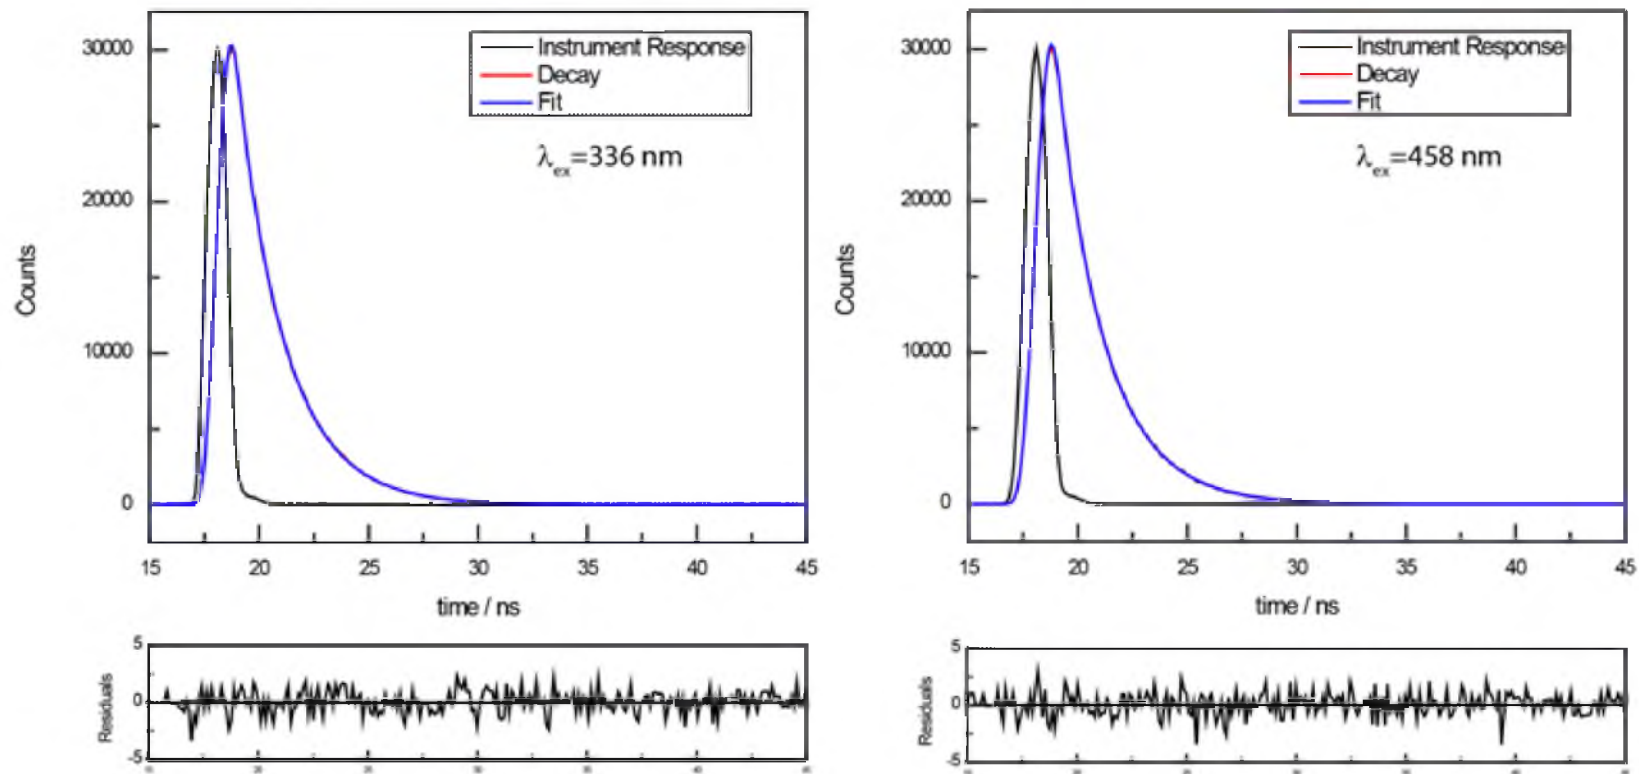 30000
20000
10000
0
Counts
Instrument Response
Decay
Fit
λex=336 nm
15 20 25 30 35 40 45
time / ns
5
0
-5
Residuals
30000
20000
10000
0
Counts
Instrument Response
Decay
Fit
λex=458 nm
15 20 25 30 35 40 45
time / ns
5
0
-5
Residuals